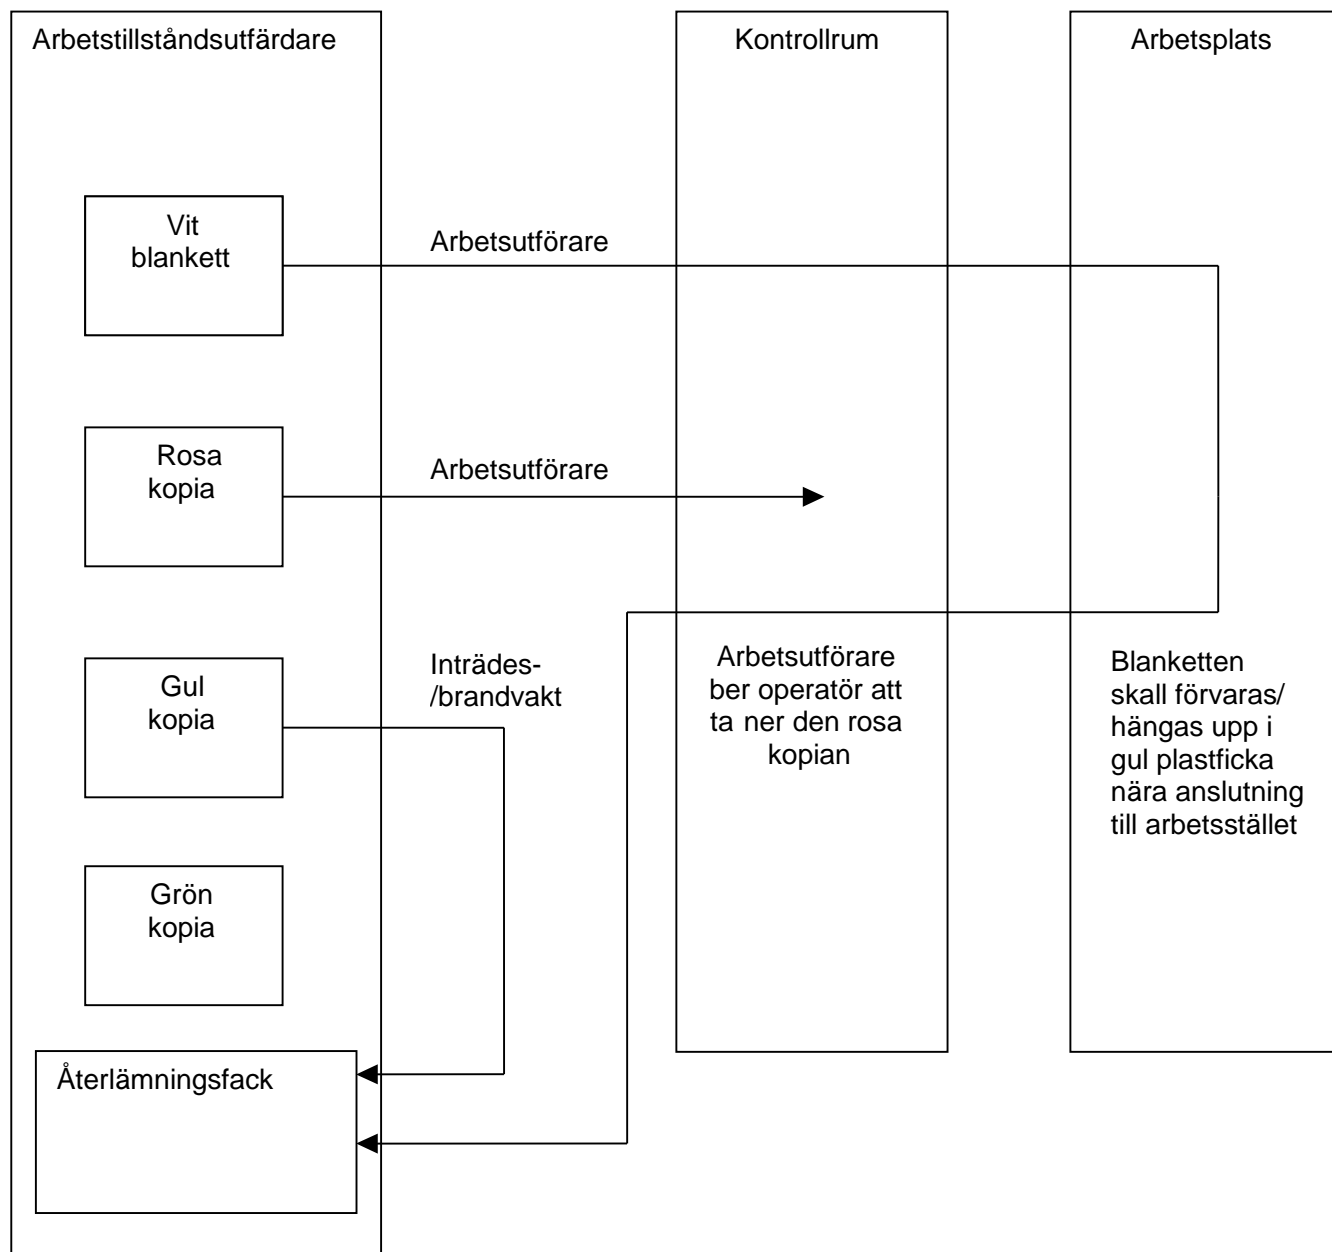 Arbetstillståndsutfärdare
Kontrollrum
Arbetsplats
Vit
blankett
Arbetsutförare
Rosa
kopia
Arbetsutförare
Gul
kopia
Inträdes-
/brandvakt
Arbetsutförare
ber operatör att
ta ner den rosa
kopian
Blanketten
skall förvaras/
hängas upp i
gul plastficka
nära anslutning
till arbetsstället
Grön
kopia
Återlämningsfack